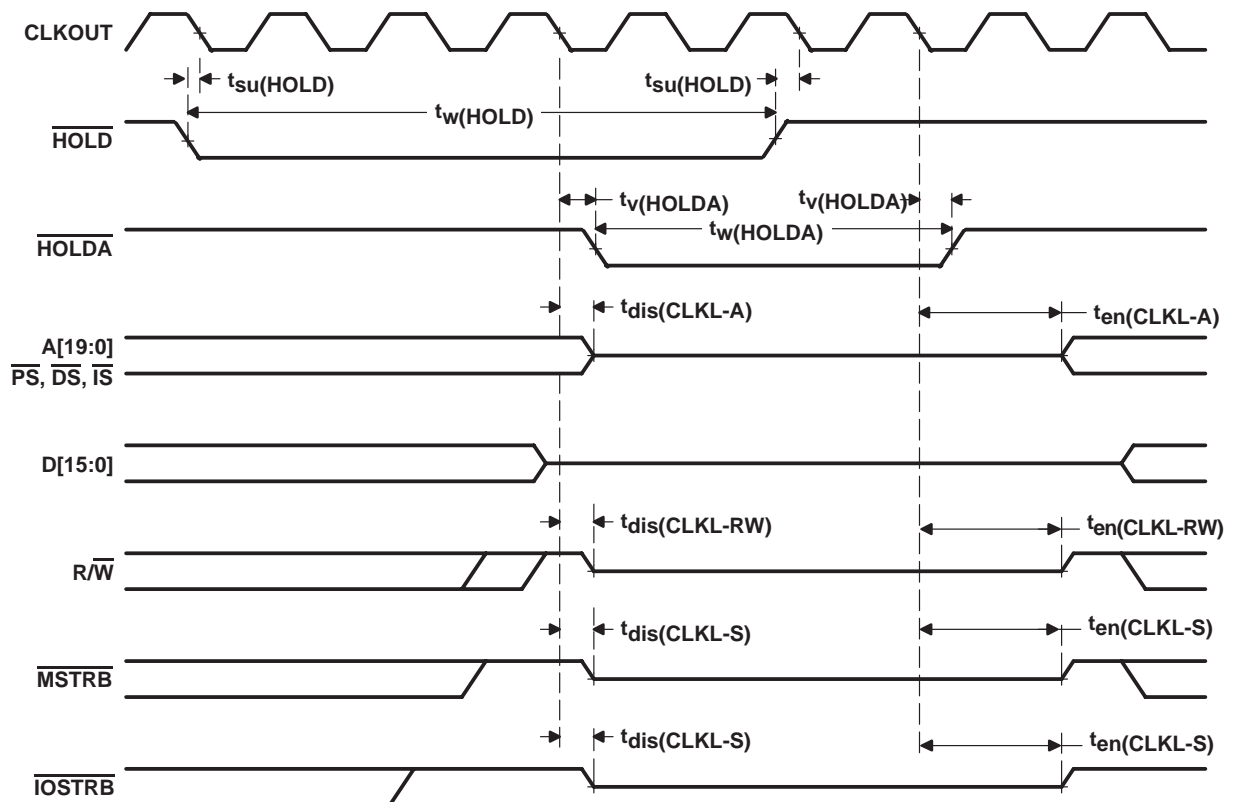 CLKOUT
tsu(HOLD) tsu(HOLD)
tw(HOLD)
HOLD
tv(HOLDA) tv(HOLDA)
tw(HOLDA)
HOLDA
tdis(CLKL-A) ten(CLKL-A)
A[19:0]
PS, DS, IS
D[15:0]
tdis(CLKL-RW) ten(CLKL-RW)
R/W
tdis(CLKL-S) ten(CLKL-S)
MSTRB
tdis(CLKL-S) ten(CLKL-S)
IOSTRB